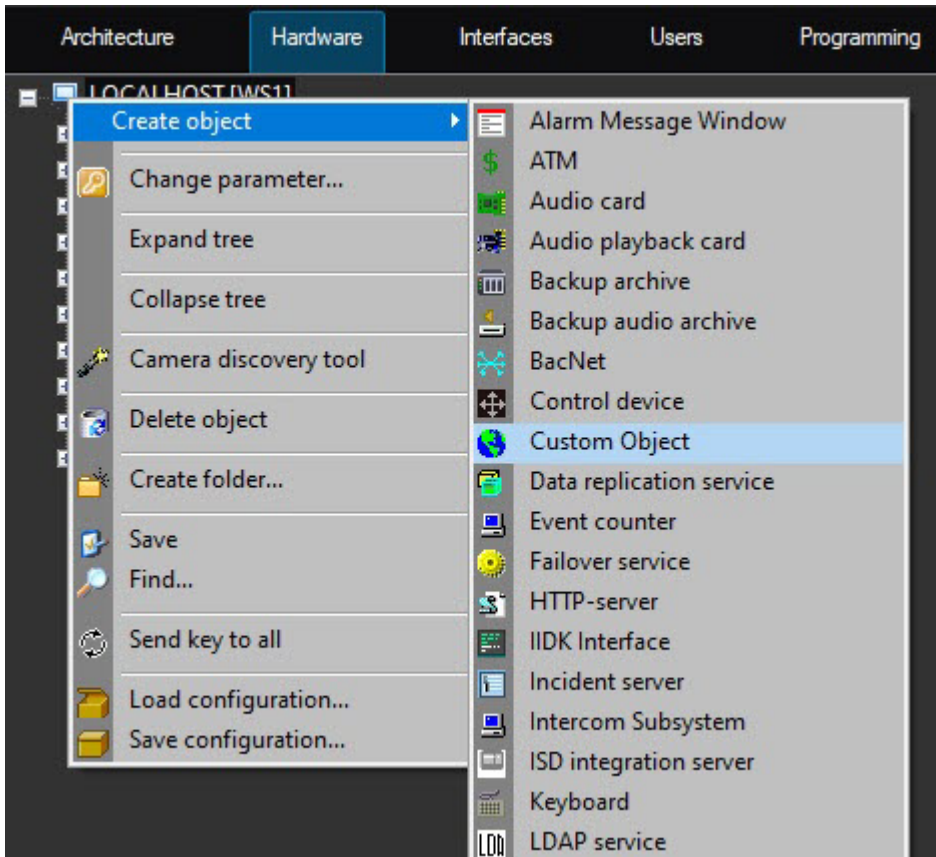 Architecture Hardware Interfaces Users Programming
LOCALHOST [WS1]
Create object
Change parameter...
Expand tree
Collapse tree
Camera discovery tool
Delete object
Create folder...
Save
Find...
Send key to all
Load configuration...
Save configuration...
Alarm Message Window
ATM
Audio card
Audio playback card
Backup archive
Backup audio archive
BacNet
Control device
Custom Object
Data replication service
Event counter
Failover service
HTTP-server
IIDK Interface
Incident server
Intercom Subsystem
ISD integration server
Keyboard
LDAP service